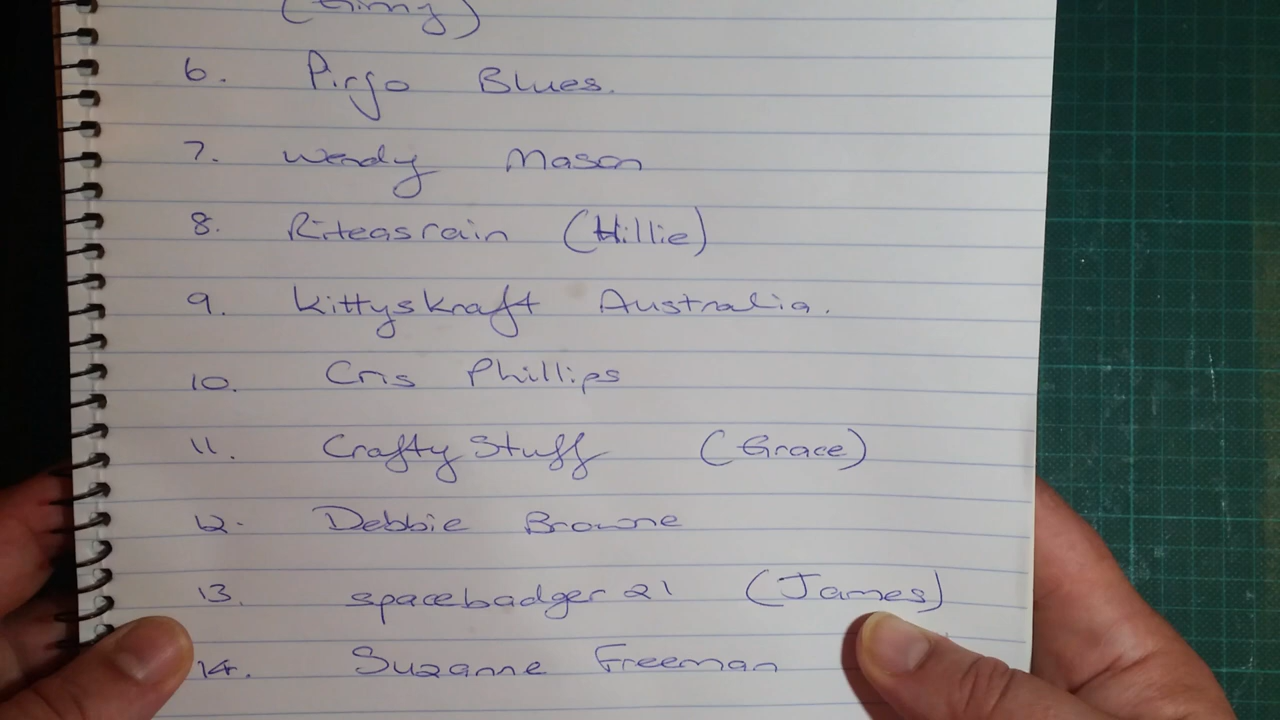 6. Pirjo Blues.
7. Wendy Mason
8. Riteasrain (Hillie)
9. Kittyskraft Australia.
10. Cris Phillips
11. Crafty Stuff (Grace)
12. Debbie Browne
13. spacebadger21 (James)
14. Suzanne Freeman